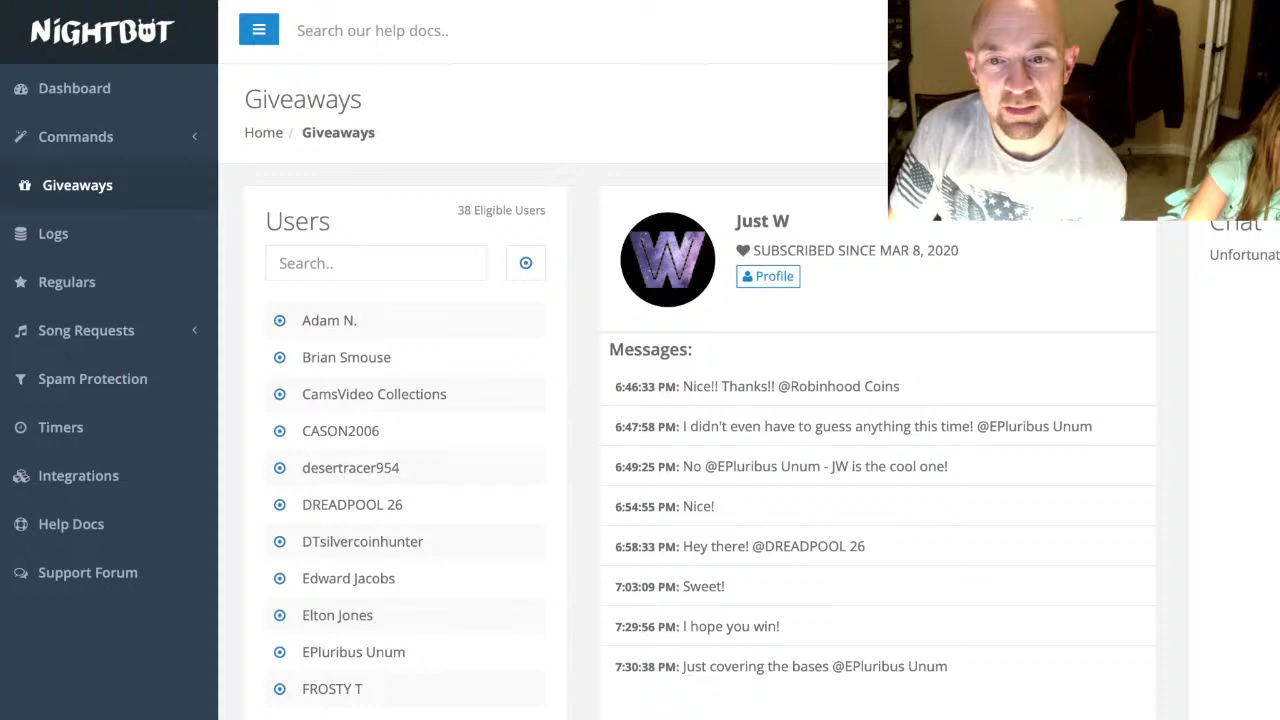 NiGHTBOT
Search our help docs..
Dashboard
Commands
Giveaways
Logs
Regulars
Song Requests
Spam Protection
Timers
Integrations
Help Docs
Support Forum
Giveaways
Home / Giveaways
Users
38 Eligible Users
Search..
Adam N.
Brian Smouse
CamsVideo Collections
CASON2006
desertracer954
DREADPOOL 26
DTsilvercoinhunter
Edward Jacobs
Elton Jones
EPluribus Unum
FROSTY T
W
Just W
SUBSCRIBED SINCE MAR 8, 2020
Profile
Messages:
6:46:33 PM: Nice!! Thanks!! @Robinhood Coins
6:47:58 PM: I didn't even have to guess anything this time! @EPluribus Unum
6:49:25 PM: No @EPluribus Unum - JW is the cool one!
6:54:55 PM: Nice!
6:58:33 PM: Hey there! @DREADPOOL 26
7:03:09 PM: Sweet!
7:29:56 PM: I hope you win!
7:30:38 PM: Just covering the bases @EPluribus Unum
Chat
Unfortunat